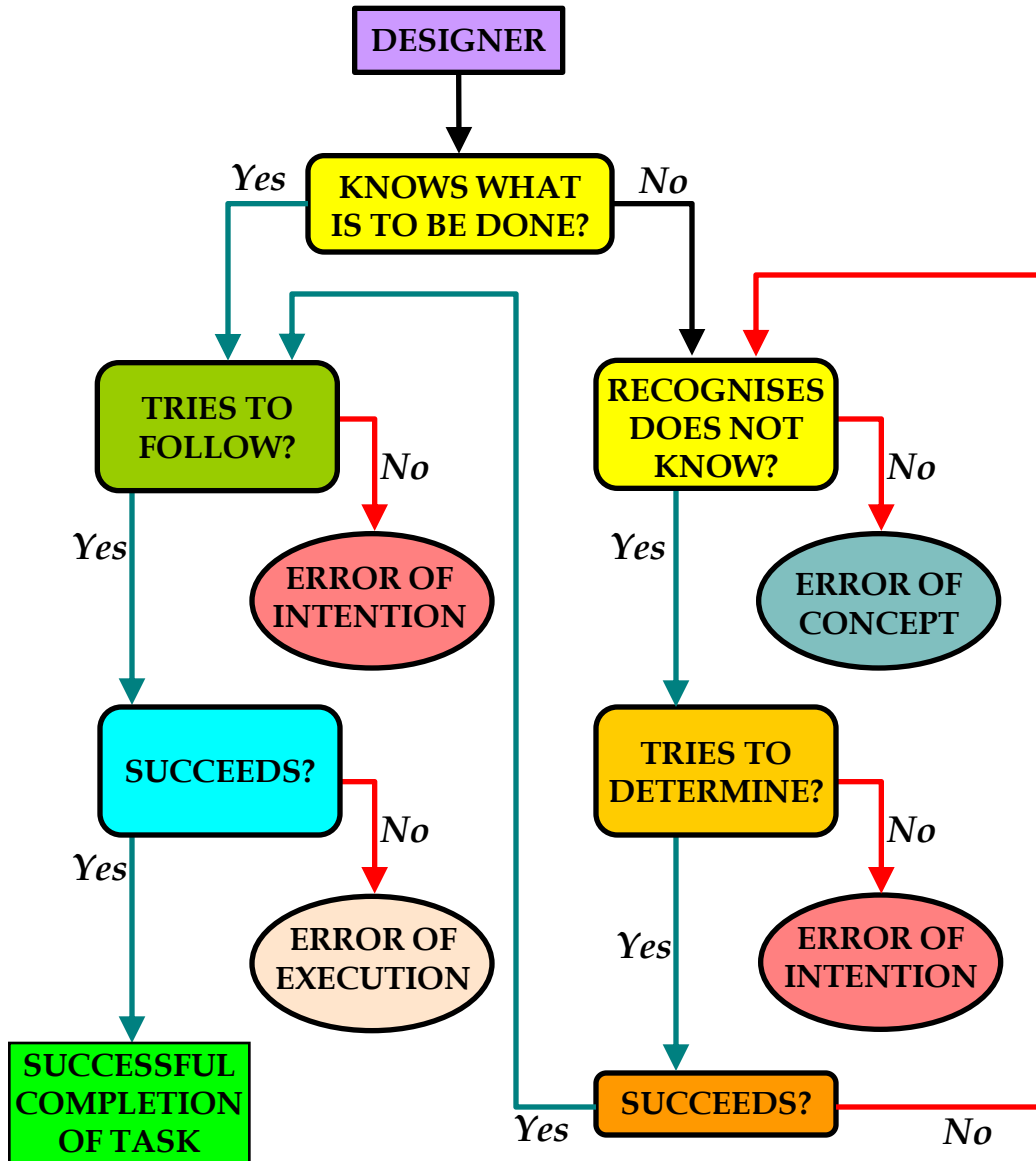 DESIGNER
Yes
KNOWS WHAT
IS TO BE DONE?
No
TRIES TO
FOLLOW?
No
Yes
ERROR OF
INTENTION
RECOGNISES
DOES NOT
KNOW?
No
Yes
ERROR OF
CONCEPT
SUCCEEDS?
No
Yes
ERROR OF
EXECUTION
TRIES TO
DETERMINE?
No
Yes
ERROR OF
INTENTION
SUCCESSFUL
COMPLETION
OF TASK
Yes
SUCCEEDS?
No